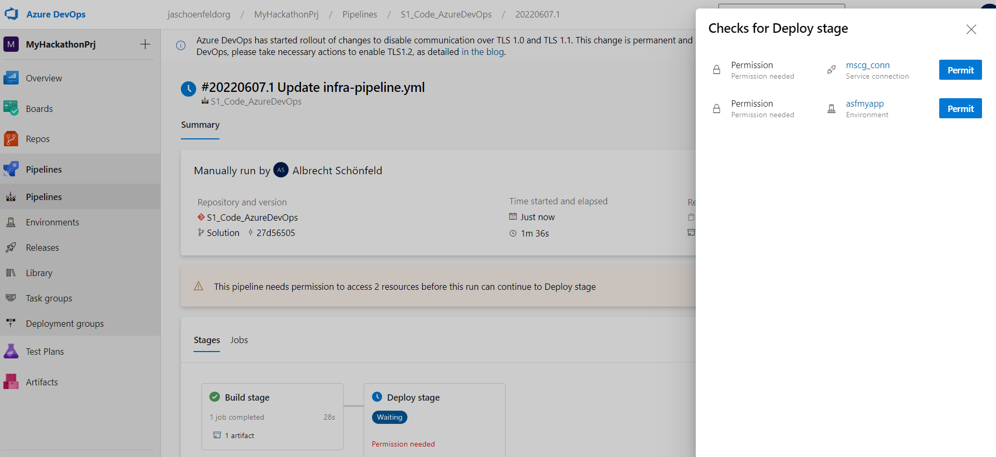 Azure DevOps
jaschoenfeldorg / MyHackathonPrj / Pipelines / S1_Code_AzureDevOps / 20220607.1
M MyHackathonPrj +
Overview
Boards
Repos
Pipelines
Pipelines
Environments
Releases
Library
Task groups
Deployment groups
Test Plans
Artifacts
Azure DevOps has started rollout of changes to disable communication over TLS 1.0 and TLS 1.1. This change is permanent and
DevOps, please take necessary actions to enable TLS1.2, as detailed in the blog.
#20220607.1 Update infra-pipeline.yml
S1_Code_AzureDevOps
Summary
Manually run by AS Albrecht Schönfeld
Repository and version
S1_Code_AzureDevOps
Solution 27d56505
Time started and elapsed
Just now
1m 36s
Re
This pipeline needs permission to access 2 resources before this run can continue to Deploy stage
Stages Jobs
Build stage
1 job completed 28s
1 artifact
Deploy stage
Waiting
Permission needed
Checks for Deploy stage
Permission
Permission needed
mscg_conn
Service connection
Permit
Permission
Permission needed
asfmyapp
Environment
Permit